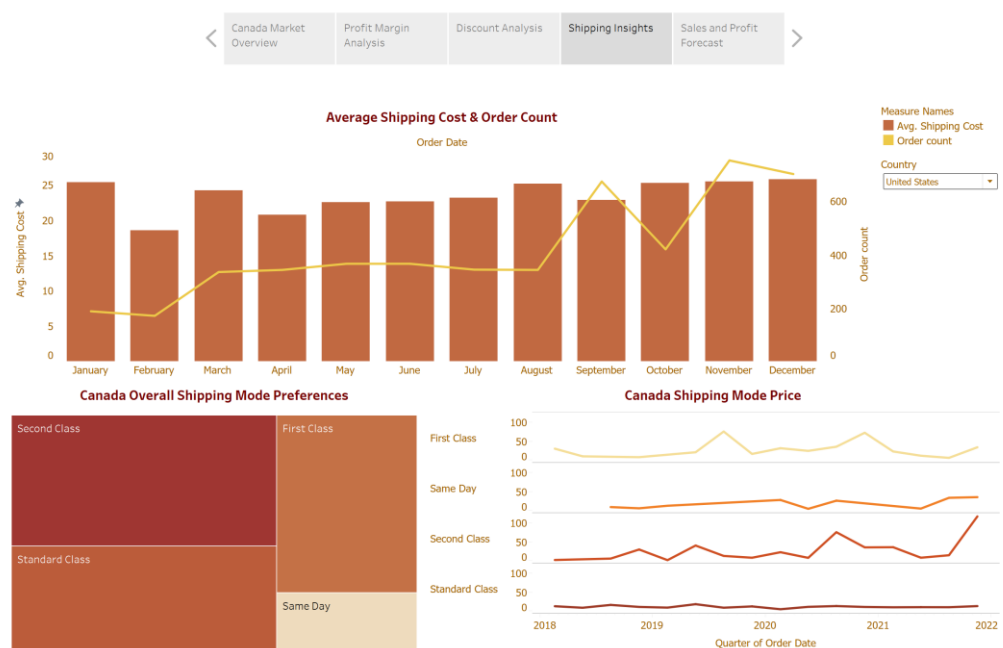 Canada Market Overview
Profit Margin Analysis
Discount Analysis
Shipping Insights
Sales and Profit Forecast
Average Shipping Cost & Order Count
Order Date
Measure Names
Avg. Shipping Cost
Order count
Country
United States
Avg. Shipping Cost
30
25
20
15
10
5
0
600
400
200
0
Order count
January
February
March
April
May
June
July
August
September
October
November
December
Canada Overall Shipping Mode Preferences
Second Class
First Class
Standard Class
Same Day
Canada Shipping Mode Price
First Class
100
50
0
Same Day
100
50
0
Second Class
100
50
0
Standard Class
100
50
0
2018
2019
2020
2021
2022
Quarter of Order Date